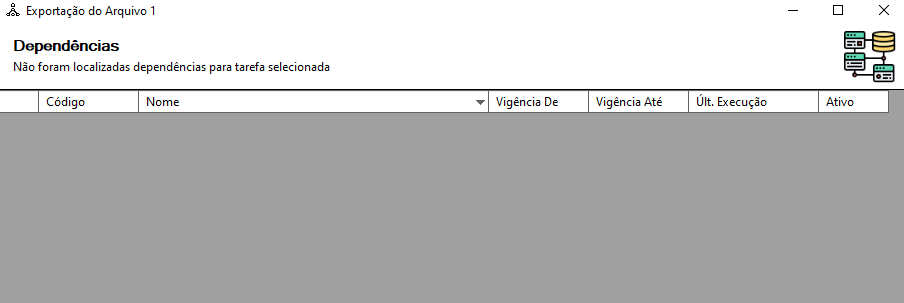 Exportação do Arquivo 1
Dependências
Não foram localizadas dependências para tarefa selecionada
Código Nome Vigência De Vigência Até Últ. Execução Ativo